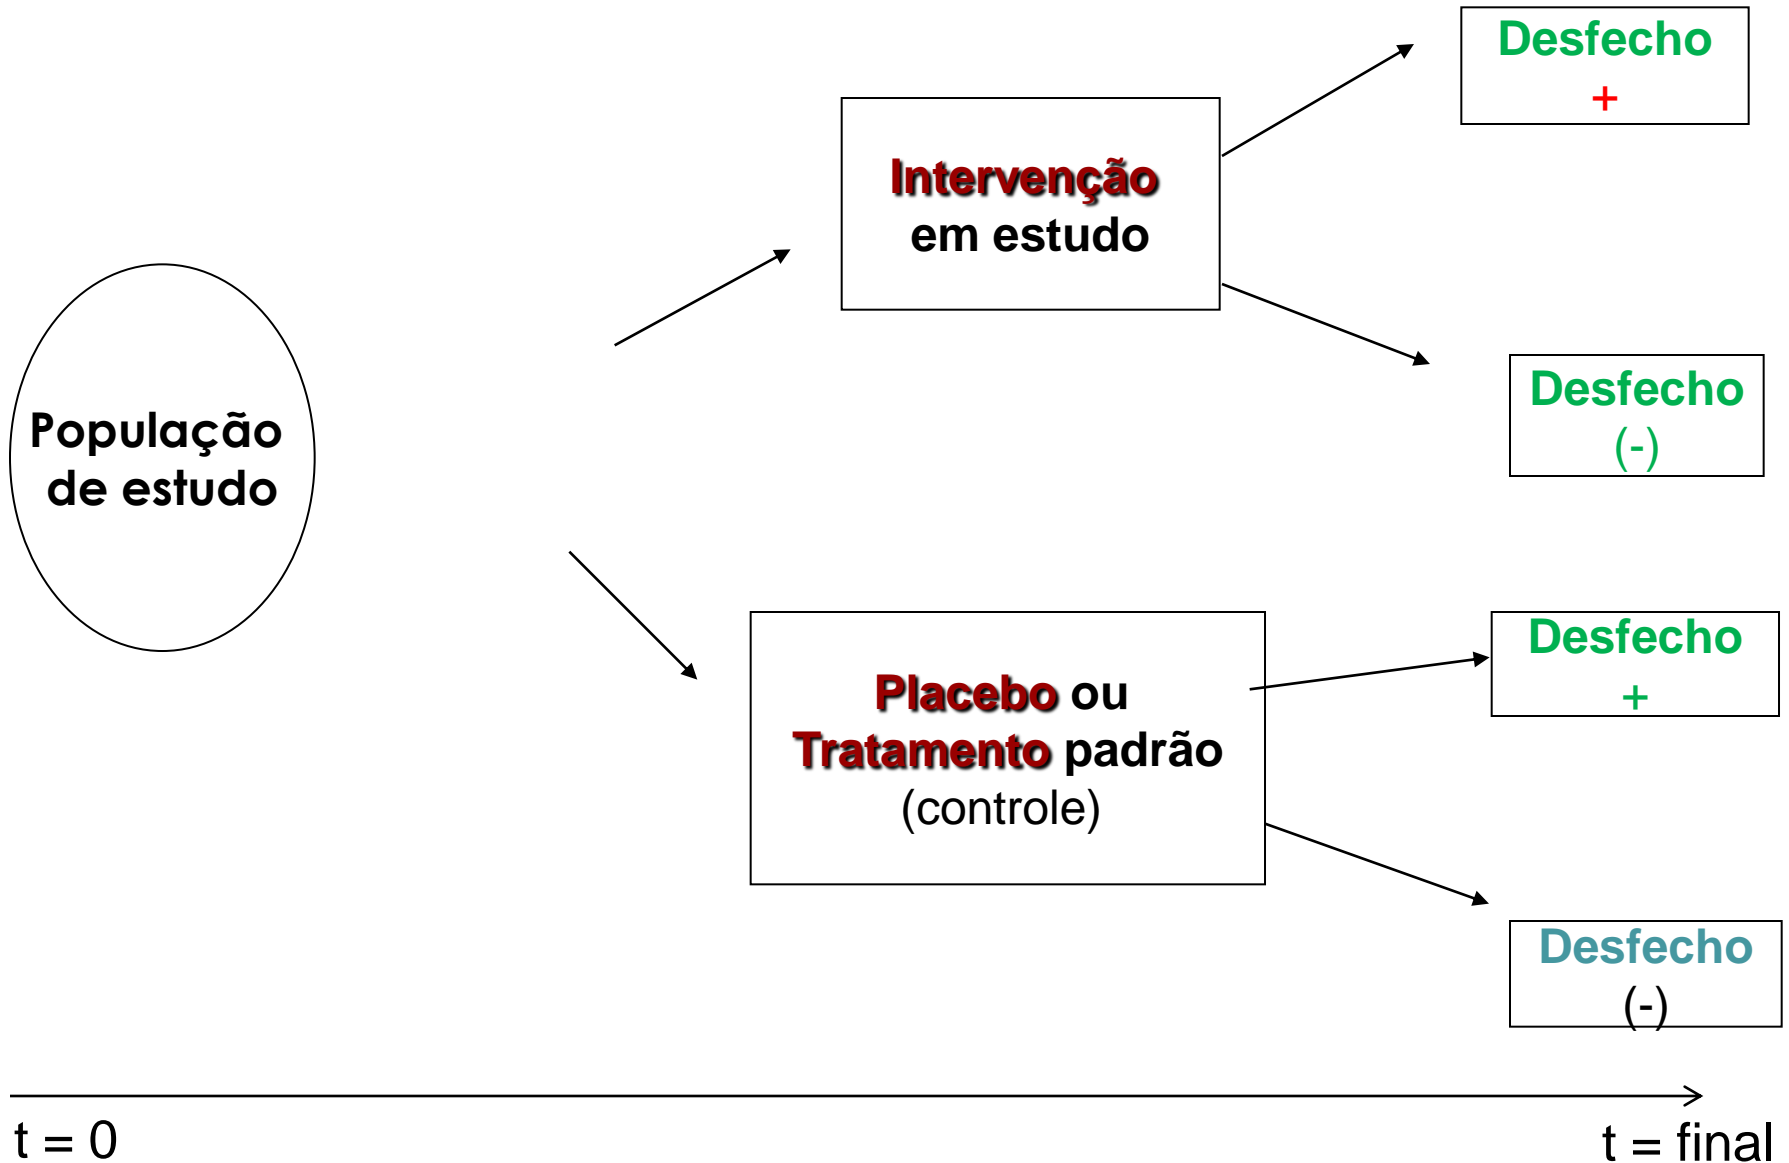 Desfecho
+
Intervenção
em estudo
Desfecho
(-)
População
de estudo
Desfecho
+
Placebo ou
Tratamento padrão
(controle)
Desfecho
(-)
t = 0
t = final